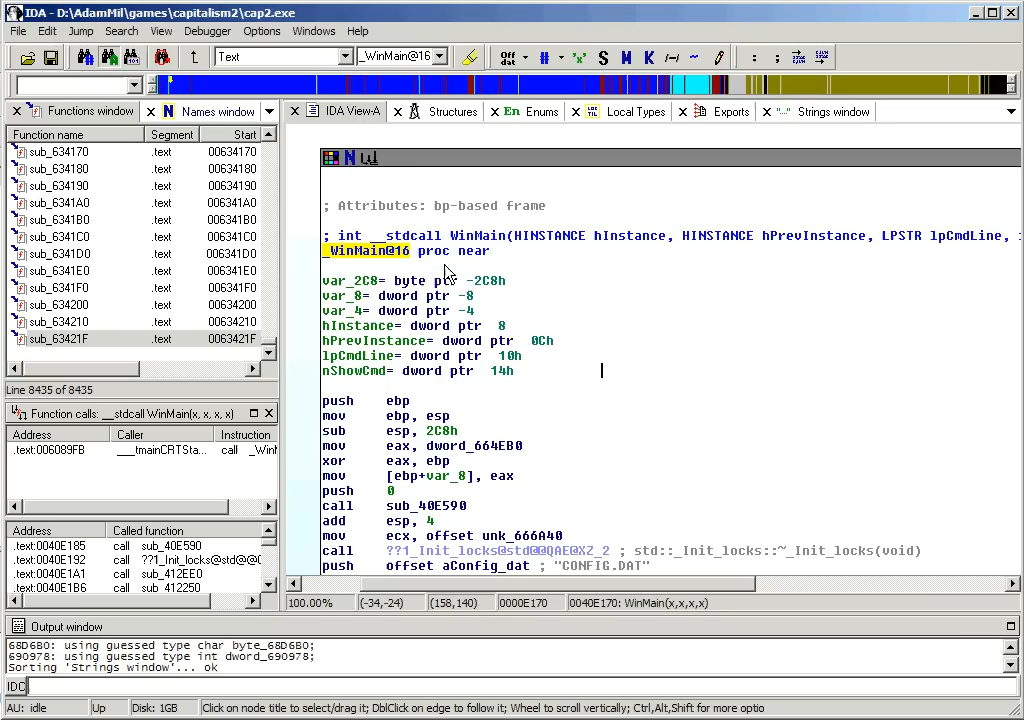 IDA - D:\AdamMil\games\capitalism2\cap2.exe
File Edit Jump Search View Debugger Options Windows Help
Text _WinMain@16 Off dat # 'x' S M K
Functions window Names window IDA View-A Structures En Enums Local Types Exports Strings window
Function name Segment Start
sub_634170 .text 00634170
sub_634180 .text 00634180
sub_634190 .text 00634190
sub_6341A0 .text 006341A0
sub_6341B0 .text 006341B0
sub_6341C0 .text 006341C0
sub_6341D0 .text 006341D0
sub_6341E0 .text 006341E0
sub_6341F0 .text 006341F0
sub_634200 .text 00634200
sub_634210 .text 00634210
sub_63421F .text 0063421F
Line 8435 of 8435
Function calls: __stdcall WinMain(x, x, x, x)
Address Caller Instruction
.text:006089FB ___tmainCRTSta... call _WinM
Address Called function
.text:0040E185 call sub_40E590
.text:0040E192 call ??1_Init_locks@std@@Q
.text:0040E1A1 call sub_412EE0
.text:0040E1B6 call sub_412250
; Attributes: bp-based frame
; int __stdcall WinMain(HINSTANCE hInstance, HINSTANCE hPrevInstance, LPSTR lpCmdLine, i
_WinMain@16 proc near
var_2C8= byte ptr -2C8h
var_8= dword ptr -8
var_4= dword ptr -4
hInstance= dword ptr 8
hPrevInstance= dword ptr 0Ch
lpCmdLine= dword ptr 10h
nShowCmd= dword ptr 14h
push ebp
mov ebp, esp
sub esp, 2C8h
mov eax, dword_664EB0
xor eax, ebp
mov [ebp+var_8], eax
push 0
call sub_40E590
add esp, 4
mov ecx, offset unk_666A40
call ??1_Init_locks@std@@QAE@XZ_2 ; std::_Init_locks::~_Init_locks(void)
push offset aConfig_dat ; "CONFIG.DAT"
100.00% (-34,-24) (158,140) 0000E170 0040E170: WinMain(x,x,x,x)
Output window
68D6B0: using guessed type char byte_68D6B0;
690978: using guessed type int dword_690978;
Sorting 'Strings window'... ok
IDC
AU: idle Up Disk: 1GB Click on node title to select/drag it; DblClick on edge to follow it; Wheel to scroll vertically; Ctrl,Alt,Shift for more optio